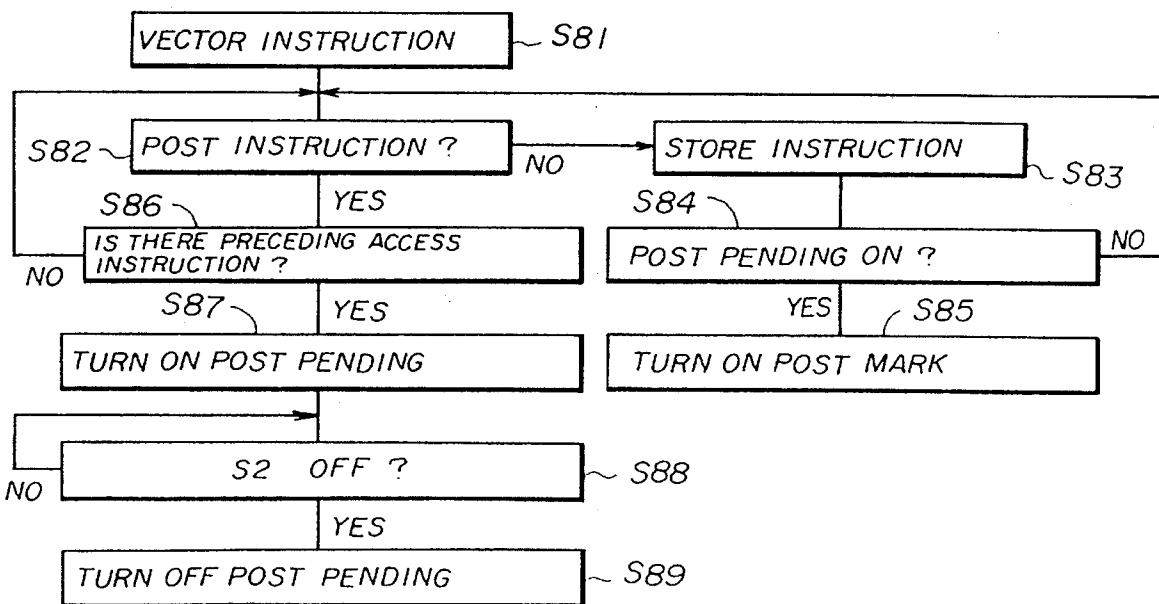 VECTOR INSTRUCTION
S81
S82
POST INSTRUCTION ?
NO
STORE INSTRUCTION
S83
YES
S86
S84
IS THERE PRECEDING ACCESS
INSTRUCTION ?
NO
POST PENDING ON ?
NO
YES
S87
YES
S85
TURN ON POST PENDING
TURN ON POST MARK
S2 OFF ?
S88
NO
YES
TURN OFF POST PENDING
S89